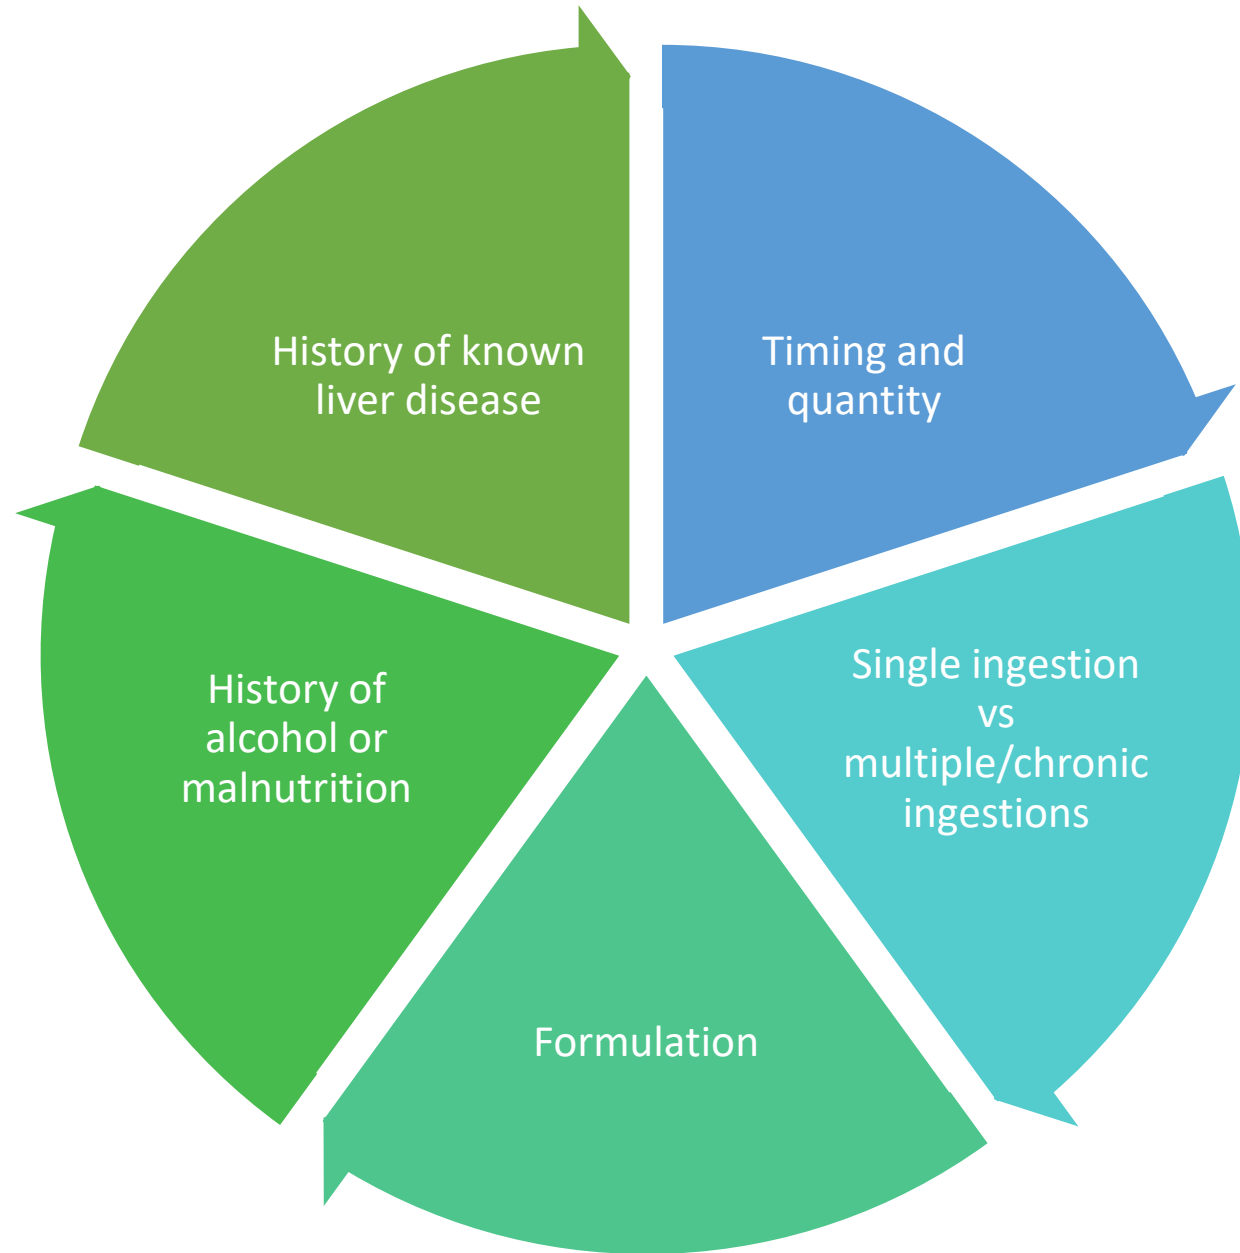 Timing and
quantity
Single ingestion
vs
multiple/chronic
ingestions
Formulation
History of
alcohol or
malnutrition
History of known
liver disease